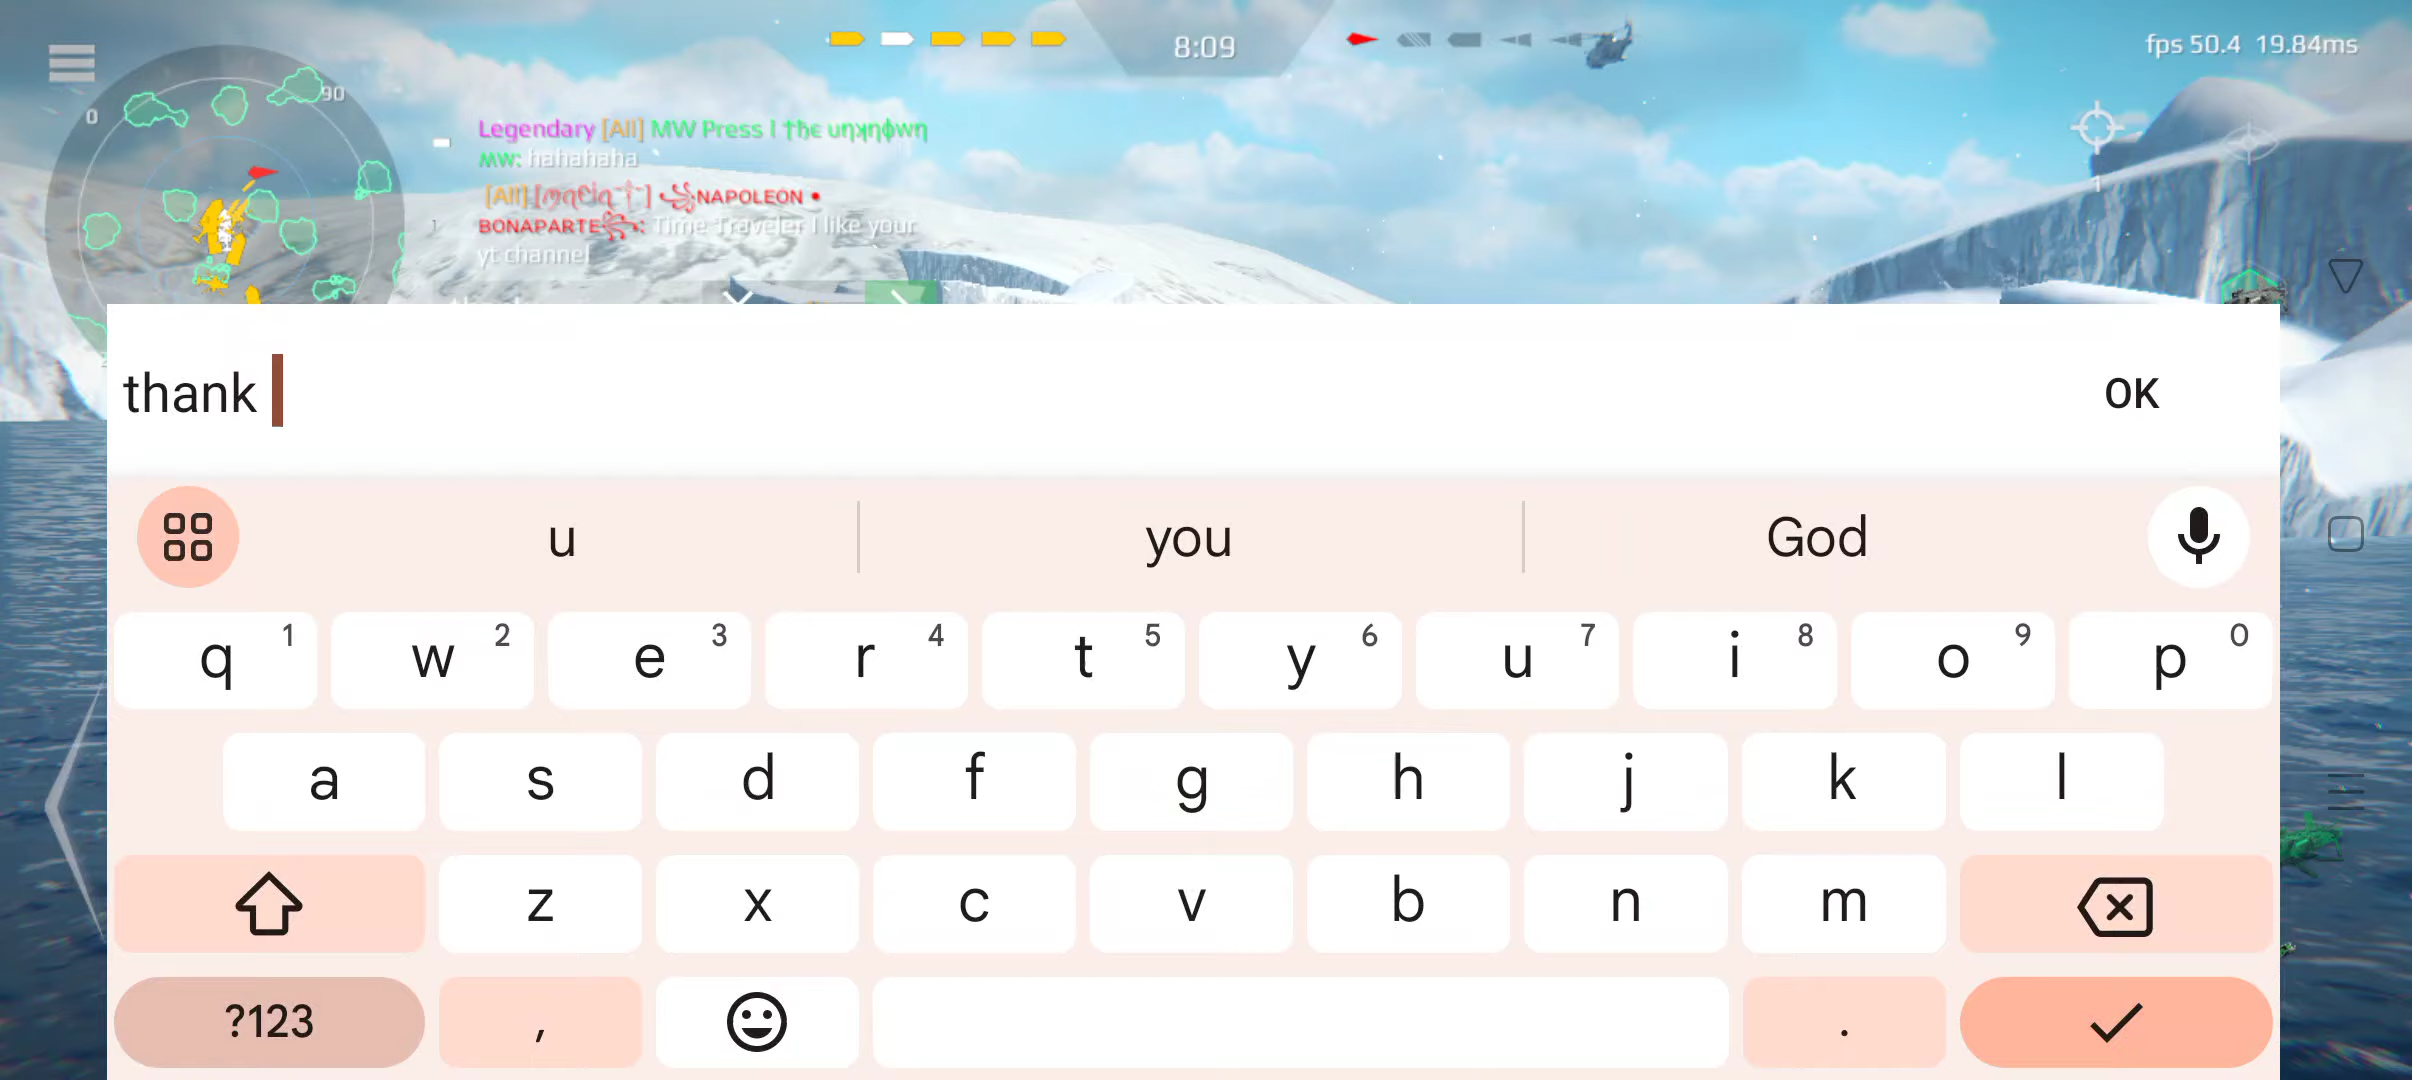 8:09
fps 50.4 19.84ms
0
90
Legendary [All] MW Press
MW: hahahaha
[All] NAPOLEON •
BONAPARTE: Time Traveler I like your
yt channel
thank
OK
u you God
q 1 w 2 e 3 r 4 t 5 y 6 u 7 i 8 o 9 p 0
a s d f g h j k l
z x c v b n m
?123 , .